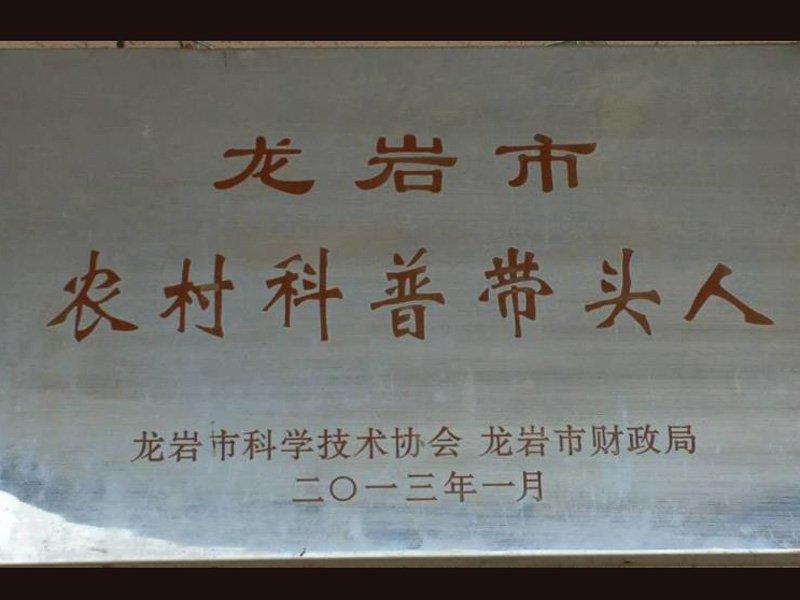 龙岩市
农村科普带头人
龙岩市科学技术协会 龙岩市财政局
二〇一三年一月